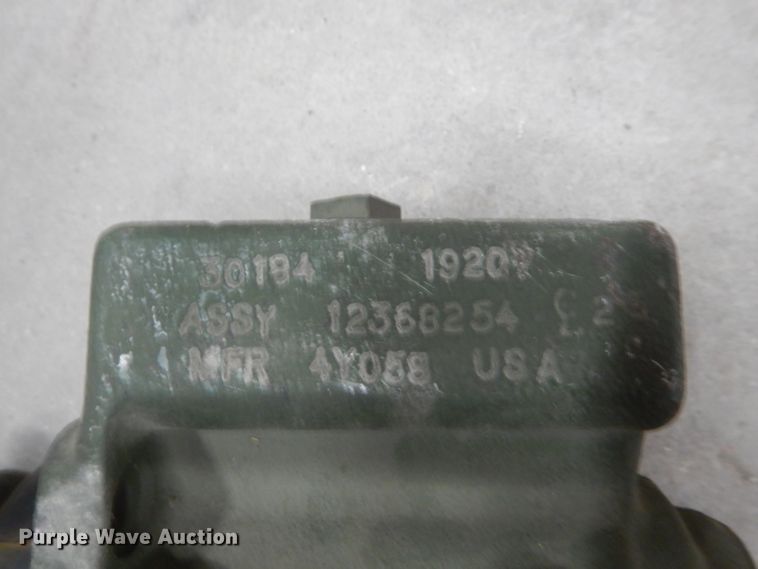 30184 19207
ASSY 12368254 C/L 2
MFR 4Y058 USA
Purple Wave Auction